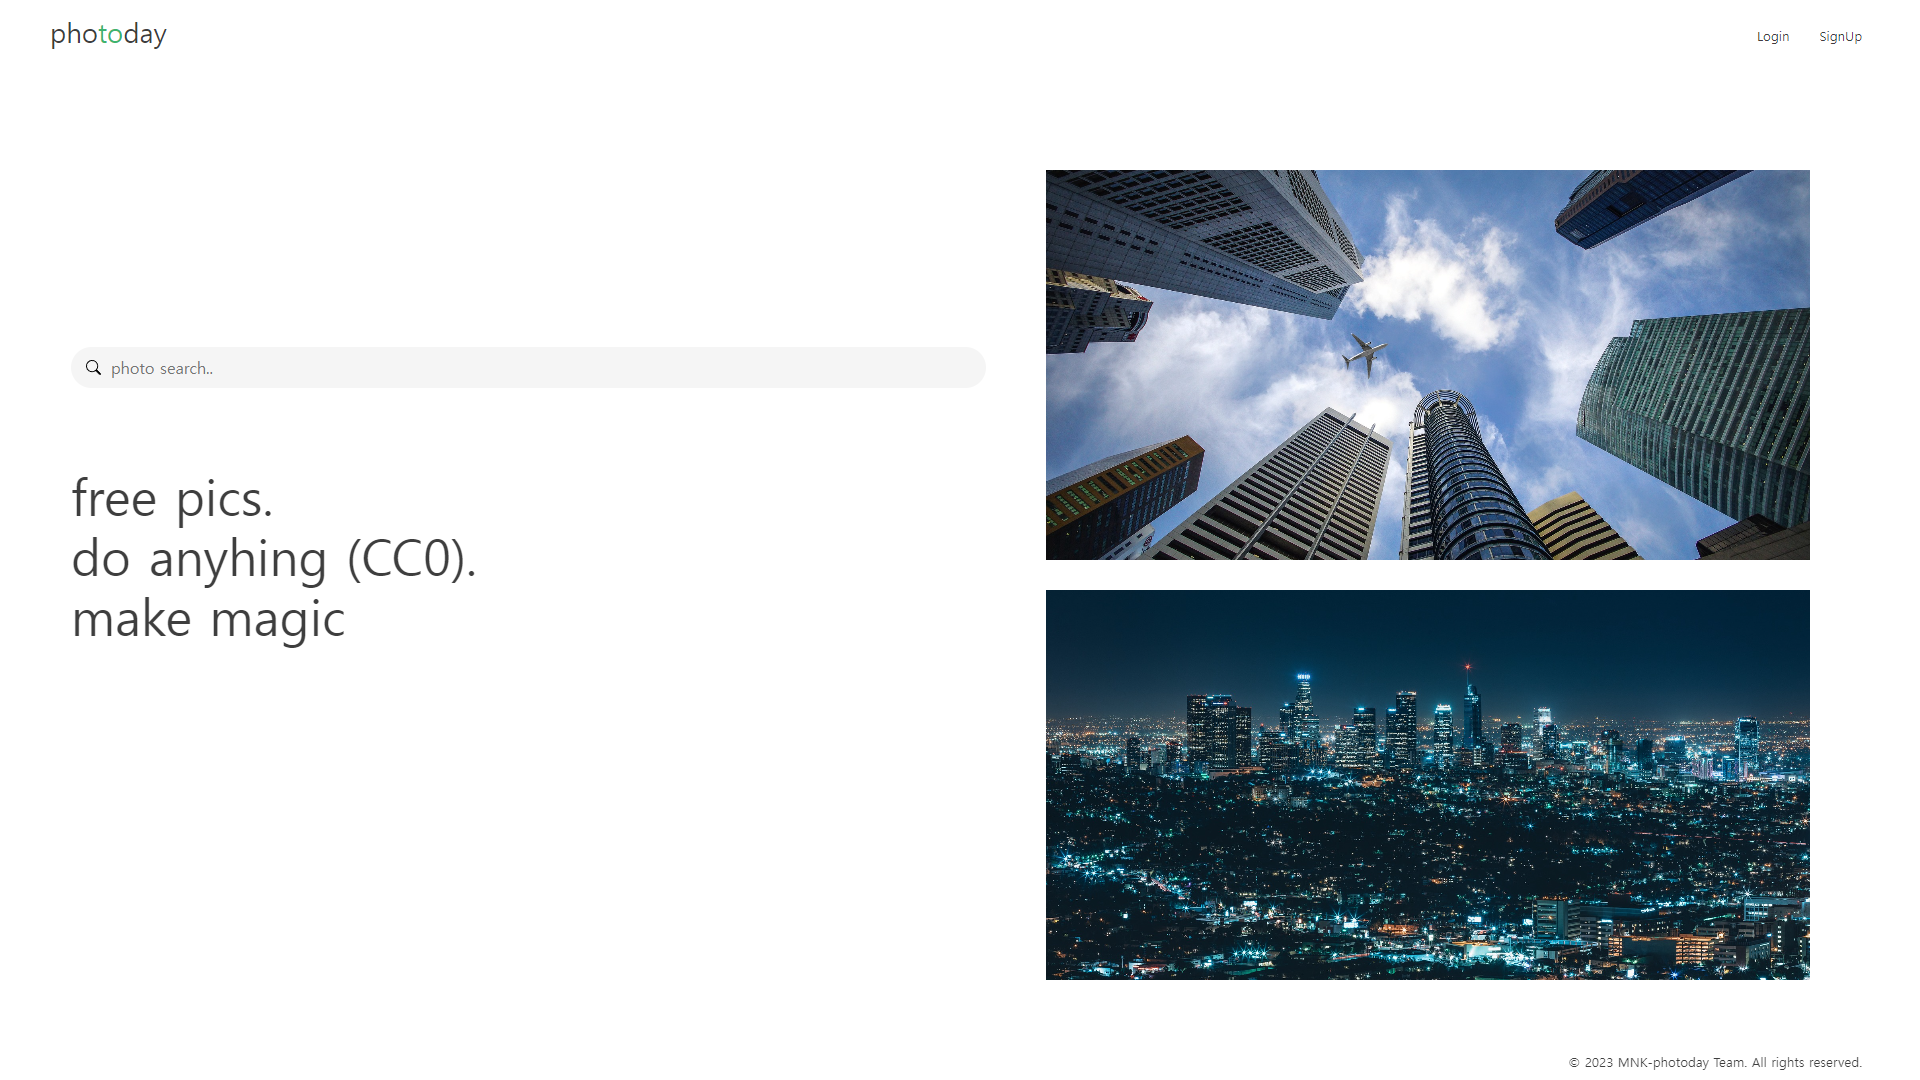 photoday
Login
SignUp
photo search..
free pics.
do anyhing (CC0).
make magic
© 2023 MNK-photoday Team. All rights reserved.